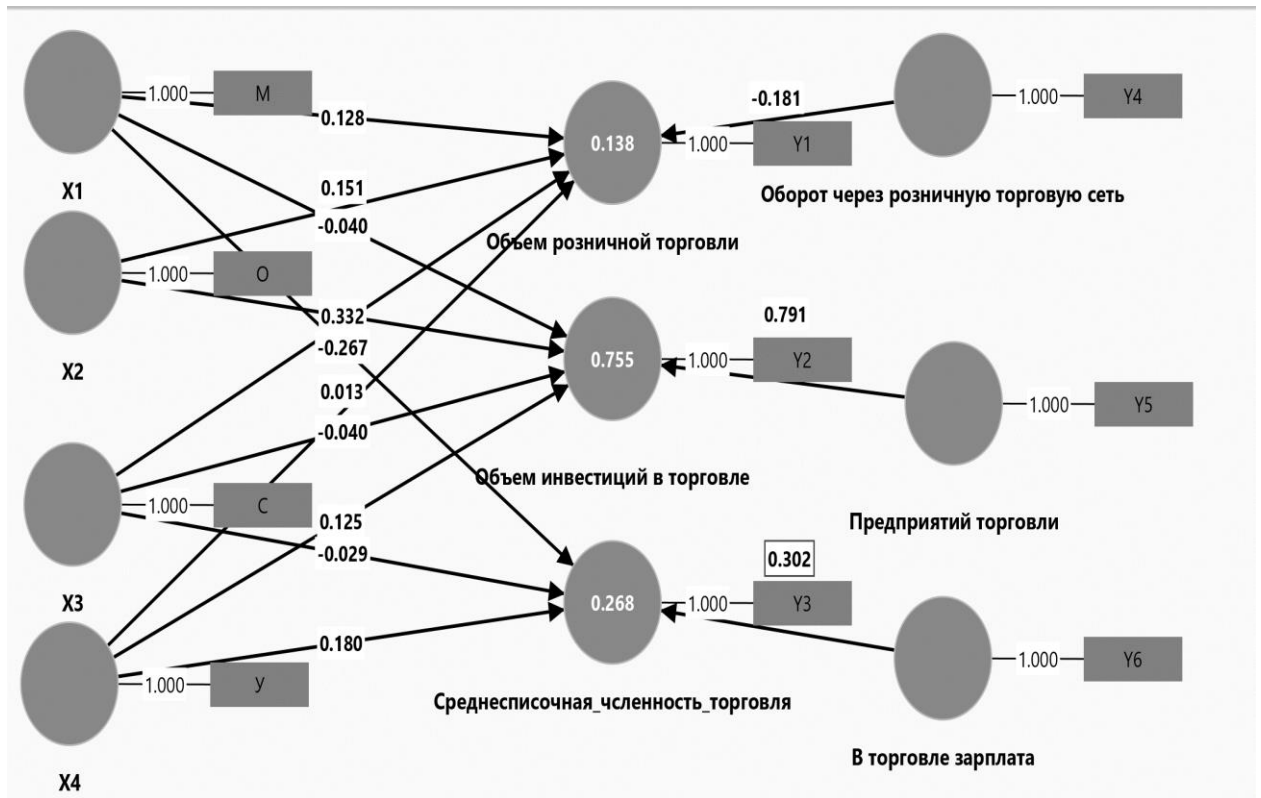 1.000
M
0.128
X1
0.151
-0.040
1.000
O
X2
0.332
-0.267
0.013
-0.040
1.000
C
X3
0.125
-0.029
0.180
1.000
У
X4
0.138
1.000
Y1
Объем розничной торговли
0.755
1.000
Y2
Объем инвестиций в торговле
0.268
1.000
Y3
Среднесписочная_чсленность_торговля
-0.181
1.000
Y4
Оборот через розничную торговую сеть
0.791
1.000
Y5
Предприятий торговли
0.302
1.000
Y6
В торговле зарплата